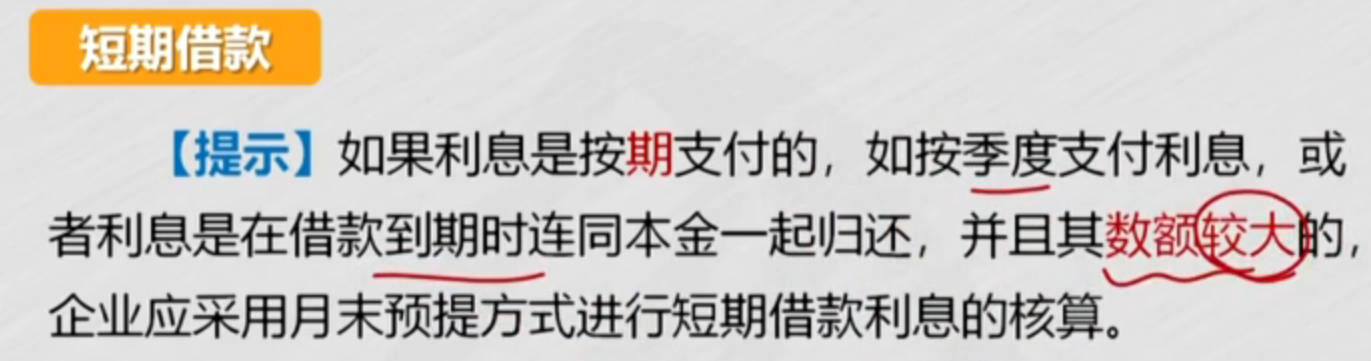 短期借款
【提示】如果利息是按期支付的，如按季度支付利息，或
者利息是在借款到期时连同本金一起归还，并且其数额较大的，
企业应采用月末预提方式进行短期借款利息的核算。